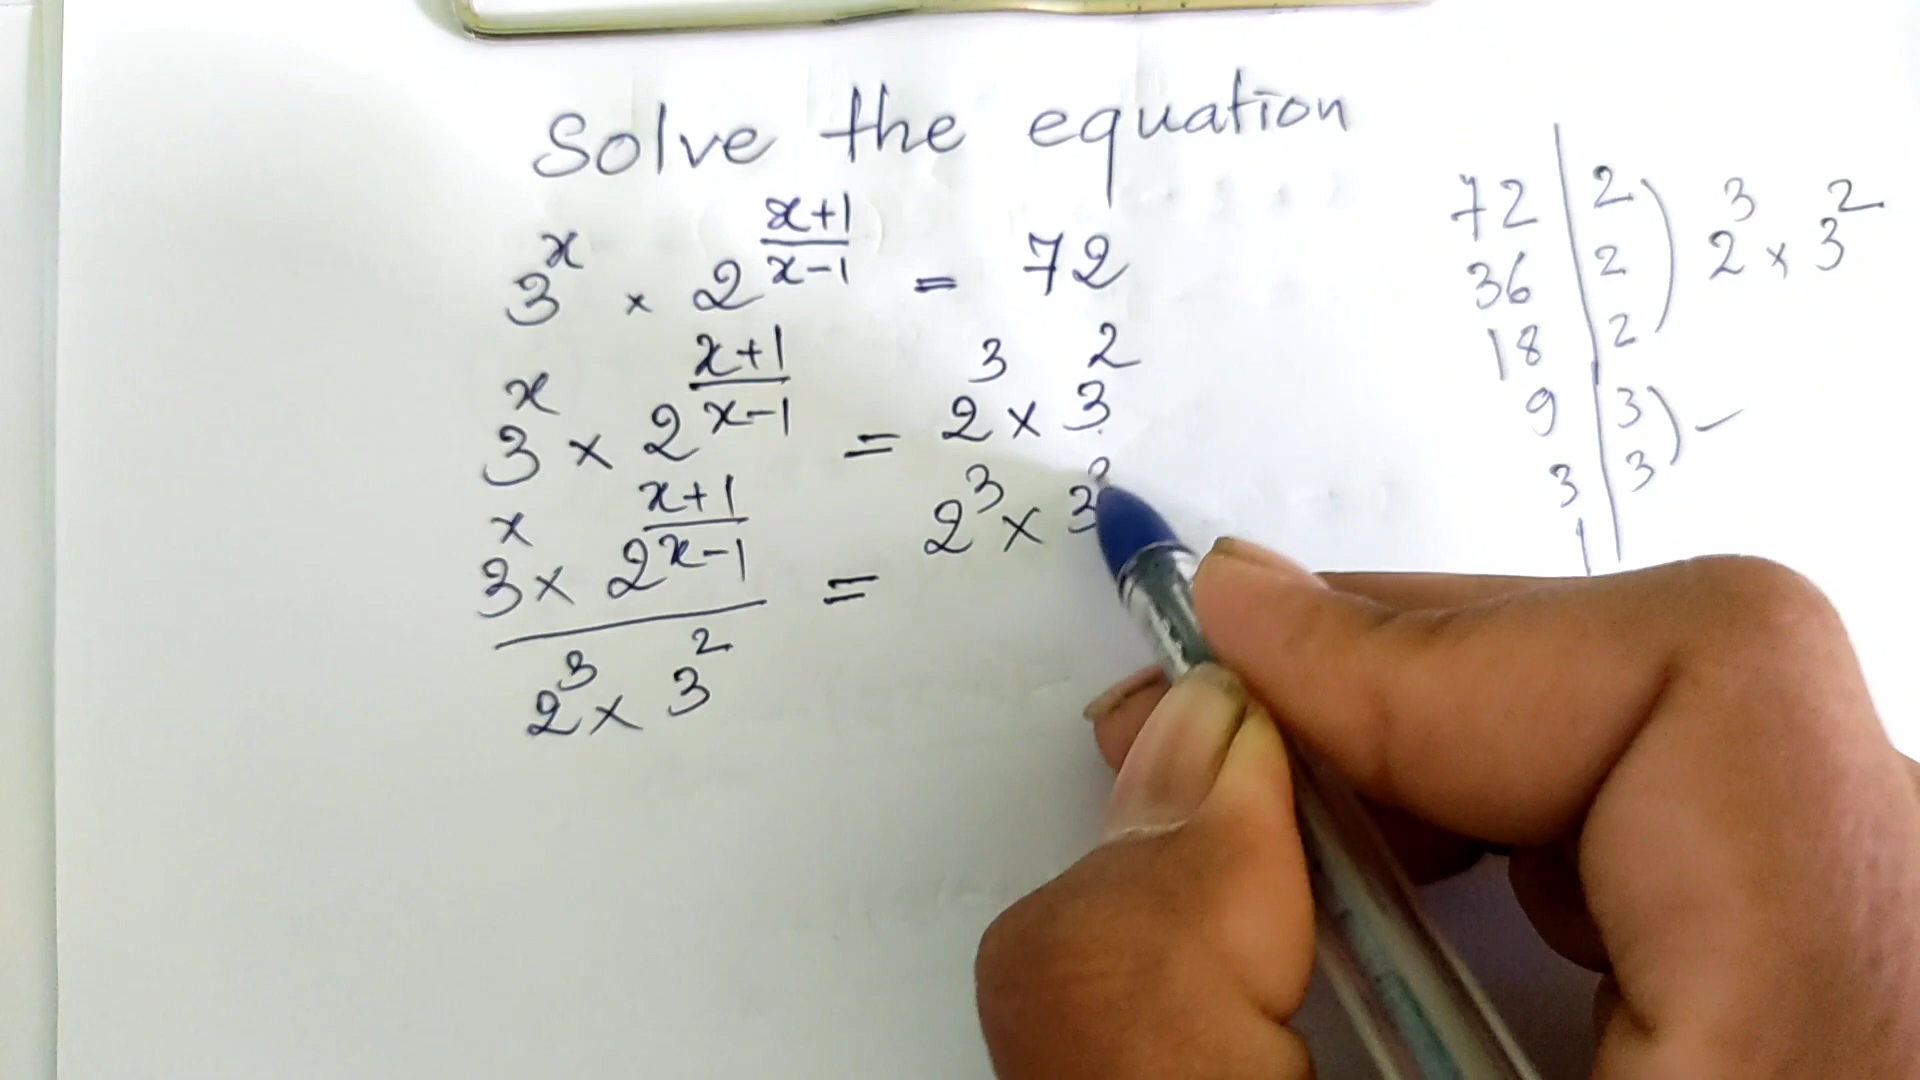 Solve the equation
3^x × 2^((x+1)/(x-1)) = 72
3^x × 2^((x+1)/(x-1)) = 2^3 × 3^2
(3^x × 2^((x+1)/(x-1)))/(2^3 × 3^2) = 2^3 × 3
72 | 2 ) 2^3 × 3^2
36 | 2
18 | 2
9 | 3 ) –
3 | 3
1 |